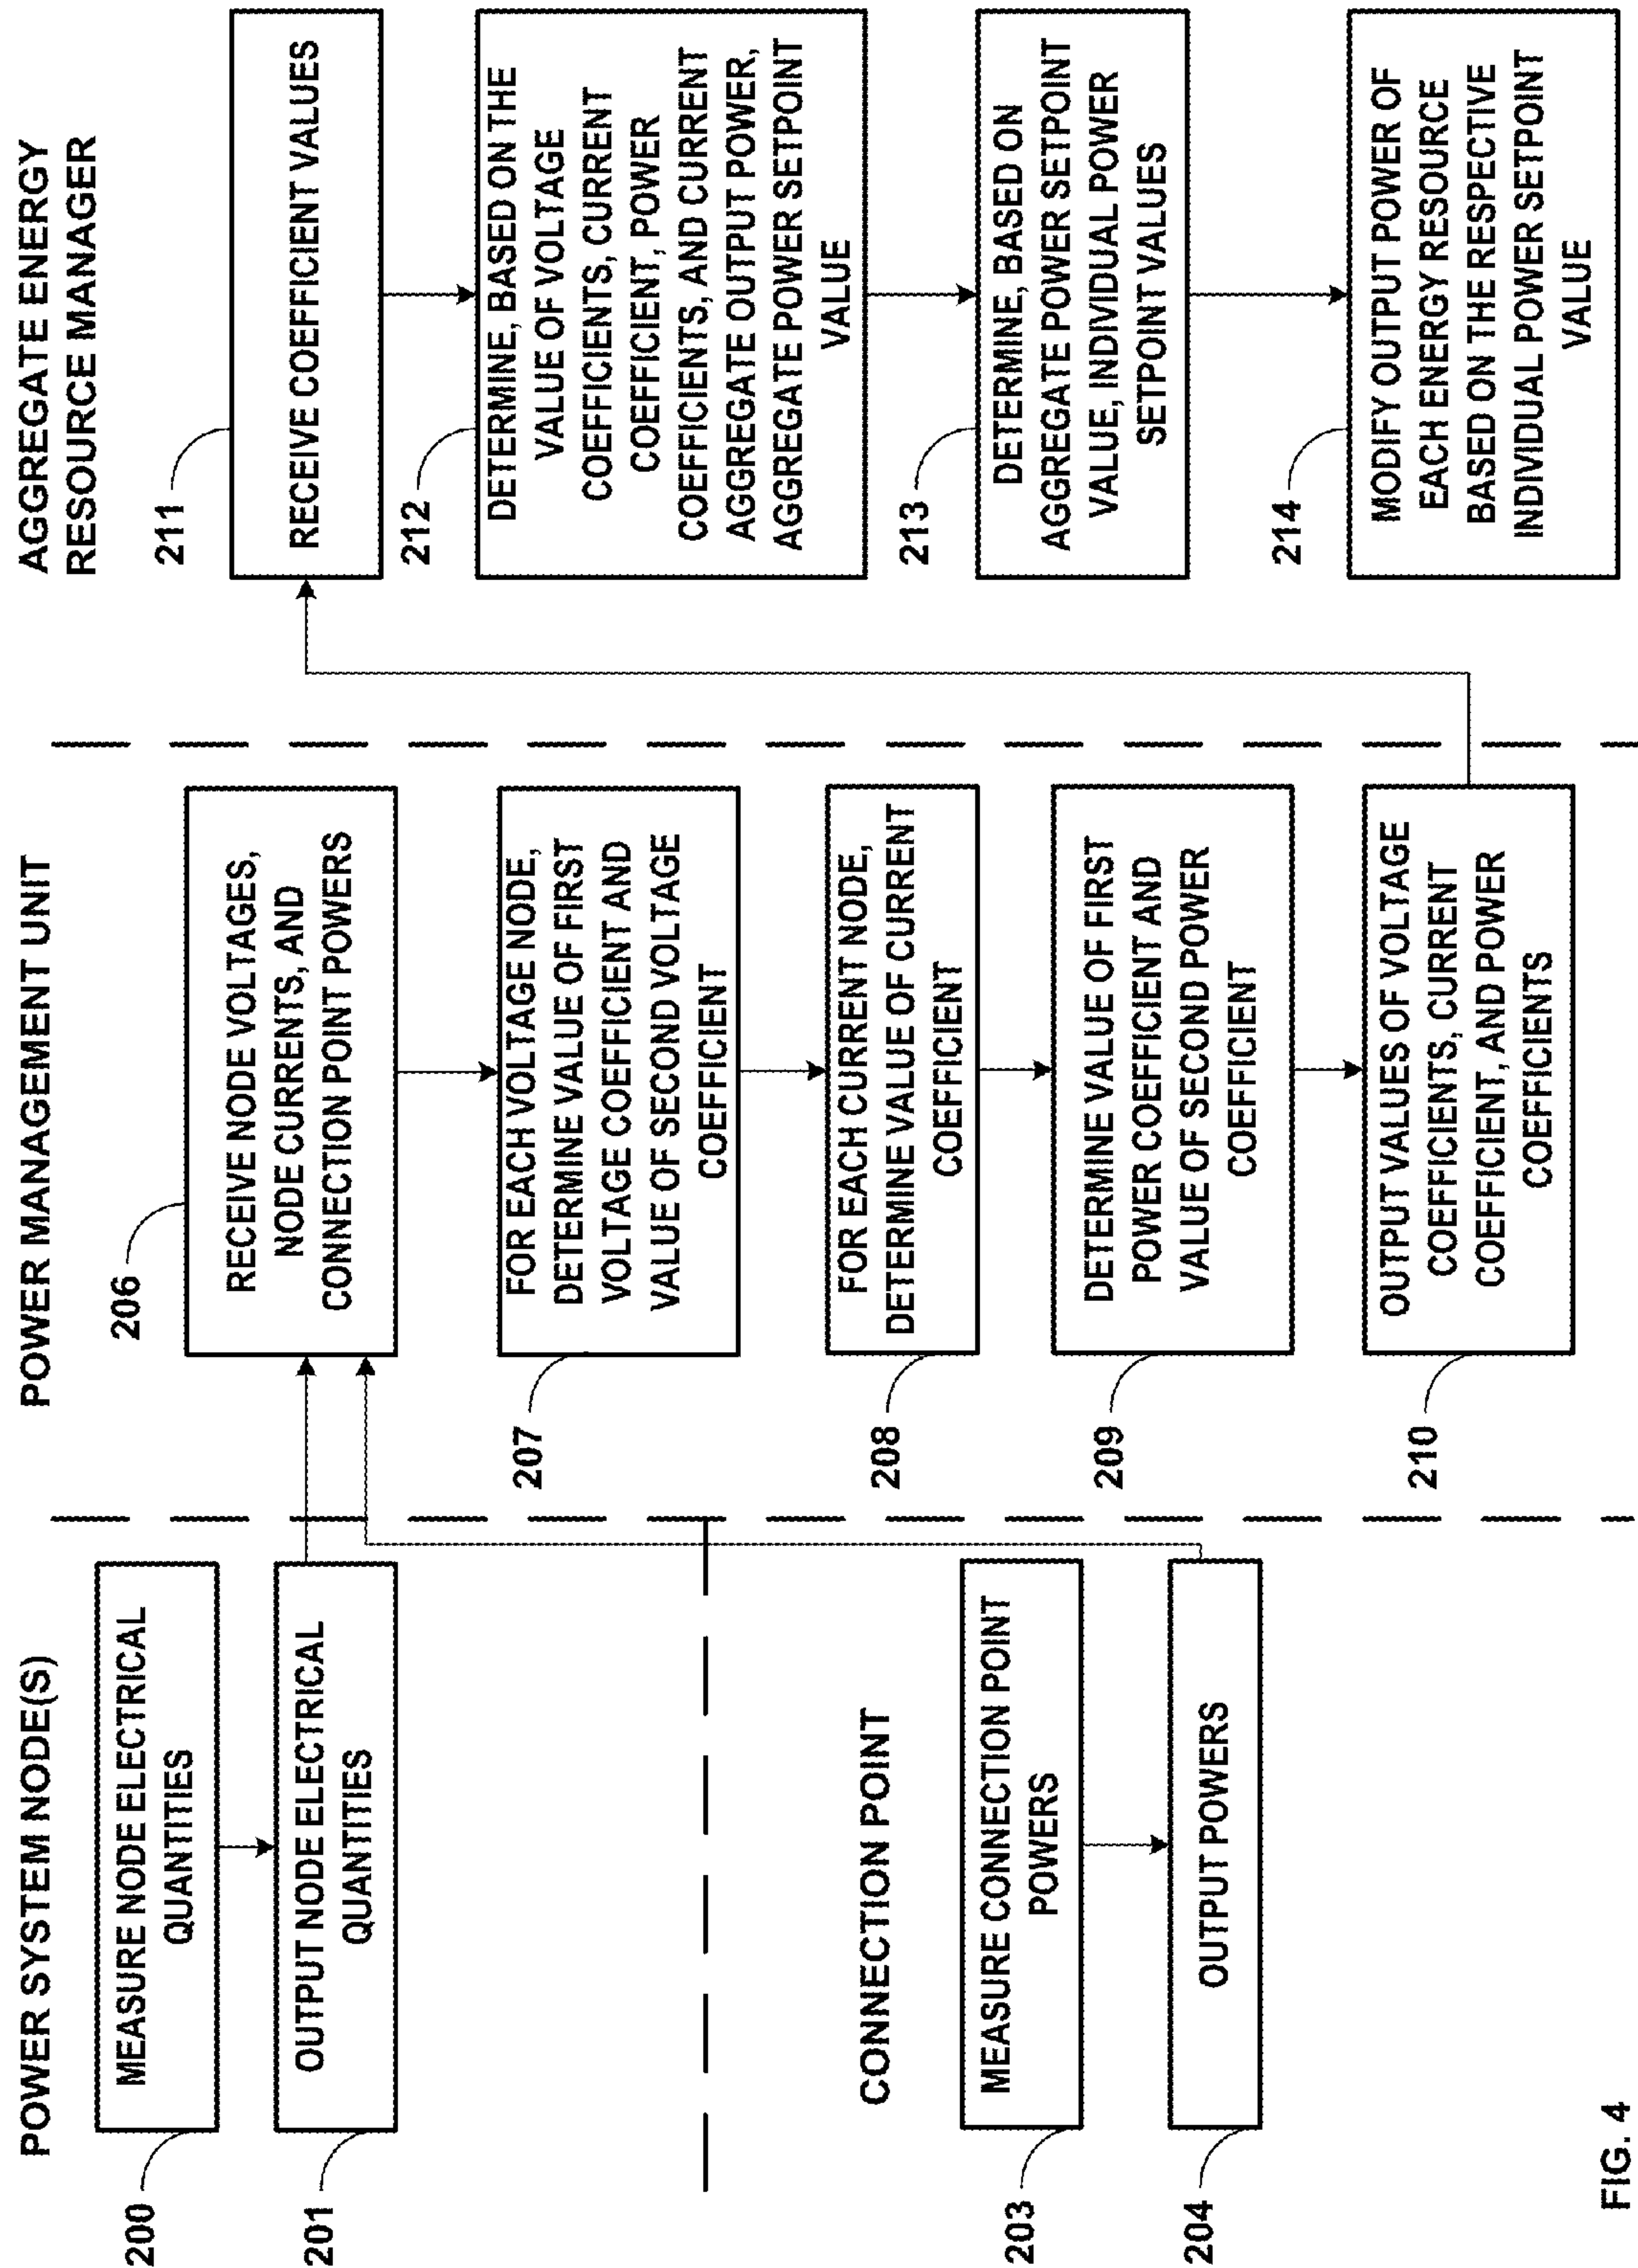 POWER SYSTEM NODE(S)
200
MEASURE NODE ELECTRICAL
QUANTITIES
201
OUTPUT NODE ELECTRICAL
QUANTITIES
CONNECTION POINT
203
MEASURE CONNECTION POINT
POWERS
204
OUTPUT POWERS
POWER MANAGEMENT UNIT
206
RECEIVE NODE VOLTAGES,
NODE CURRENTS, AND
CONNECTION POINT POWERS
207
FOR EACH VOLTAGE NODE,
DETERMINE VALUE OF FIRST
VOLTAGE COEFFICIENT AND
VALUE OF SECOND VOLTAGE
COEFFICIENT
208
FOR EACH CURRENT NODE,
DETERMINE VALUE OF CURRENT
COEFFICIENT
209
DETERMINE VALUE OF FIRST
POWER COEFFICIENT AND
VALUE OF SECOND POWER
COEFFICIENT
210
OUTPUT VALUES OF VOLTAGE
COEFFICIENTS, CURRENT
COEFFICIENT, AND POWER
COEFFICIENTS
AGGREGATE ENERGY
RESOURCE MANAGER
211
RECEIVE COEFFICIENT VALUES
212
DETERMINE, BASED ON THE
VALUE OF VOLTAGE
COEFFICIENTS, CURRENT
COEFFICIENT, POWER
COEFFICIENTS, AND CURRENT
AGGREGATE OUTPUT POWER,
AGGREGATE POWER SETPOINT
VALUE
213
DETERMINE, BASED ON
AGGREGATE POWER SETPOINT
VALUE, INDIVIDUAL POWER
SETPOINT VALUES
214
MODIFY OUTPUT POWER OF
EACH ENERGY RESOURCE
BASED ON THE RESPECTIVE
INDIVIDUAL POWER SETPOINT
VALUE
FIG. 4